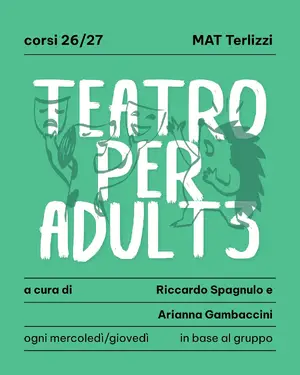 corsi 26/27 MAT Terlizzi
TEATRO
PER
ADULTƐ
a cura di Riccardo Spagnulo e
Arianna Gambaccini
ogni mercoledì/giovedì in base al gruppo